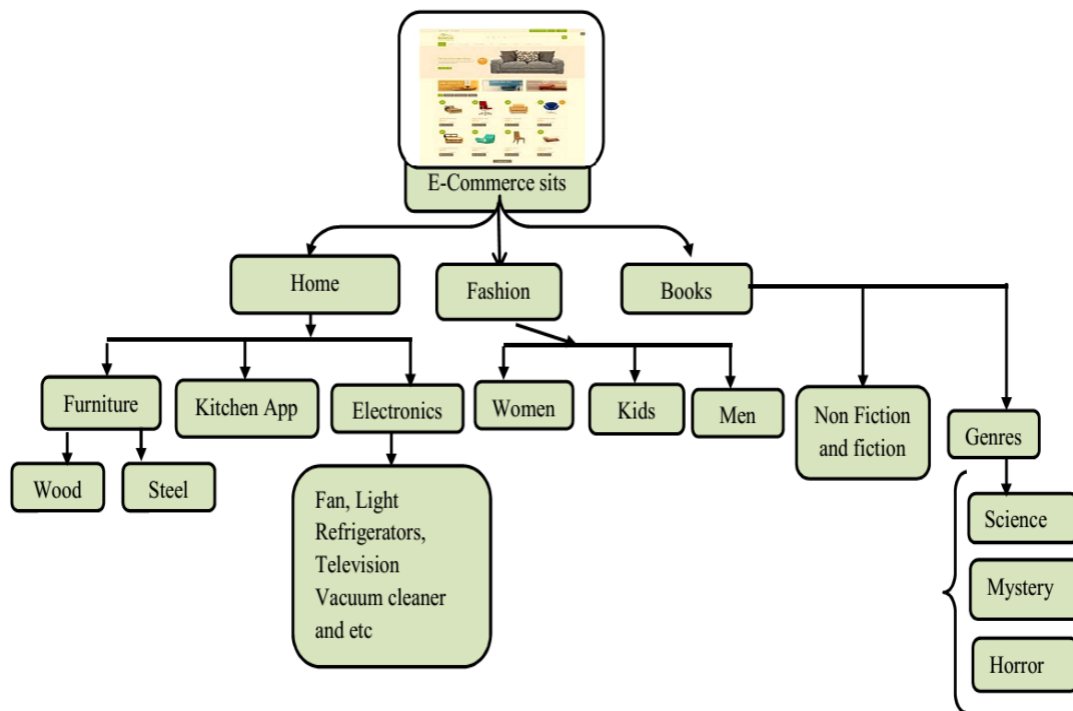 E-Commerce sits
Home
Fashion
Books
Furniture
Kitchen App
Electronics
Women
Kids
Men
Non Fiction
and fiction
Genres
Wood
Steel
Fan, Light
Refrigerators,
Television
Vacuum cleaner
and etc
Science
Mystery
Horror